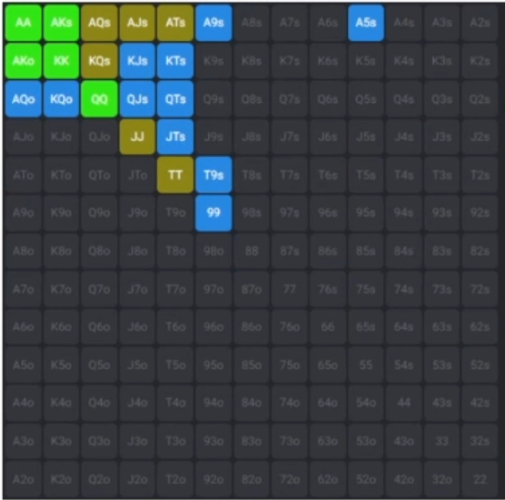 AA AKs AQs AJs ATs A9s A8s A7s A6s A5s A4s A3s A2s
AKo KK KQs KJs KTs K9s K8s K7s K6s K5s K4s K3s K2s
AQo KQo QQ QJs QTs Q9s Q8s Q7s Q6s Q5s Q4s Q3s Q2s
AJo KJo QJo JJ JTs J9s J8s J7s J6s J5s J4s J3s J2s
ATo KTo QTo JTo TT T9s T8s T7s T6s T5s T4s T3s T2s
A9o K9o Q9o J9o T9o 99 98s 97s 96s 95s 94s 93s 92s
A8o K8o Q8o J8o T8o 98o 88 87s 86s 85s 84s 83s 82s
A7o K7o Q7o J7o T7o 97o 87o 77 76s 75s 74s 73s 72s
A6o K6o Q6o J6o T6o 96o 86o 76o 66 65s 64s 63s 62s
A5o K5o Q5o J5o T5o 95o 85o 75o 65o 55 54s 53s 52s
A4o K4o Q4o J4o T4o 94o 84o 74o 64o 54o 44 43s 42s
A3o K3o Q3o J3o T3o 93o 83o 73o 63o 53o 43o 33 32s
A2o K2o Q2o J2o T2o 92o 82o 72o 62o 52o 42o 32o 22